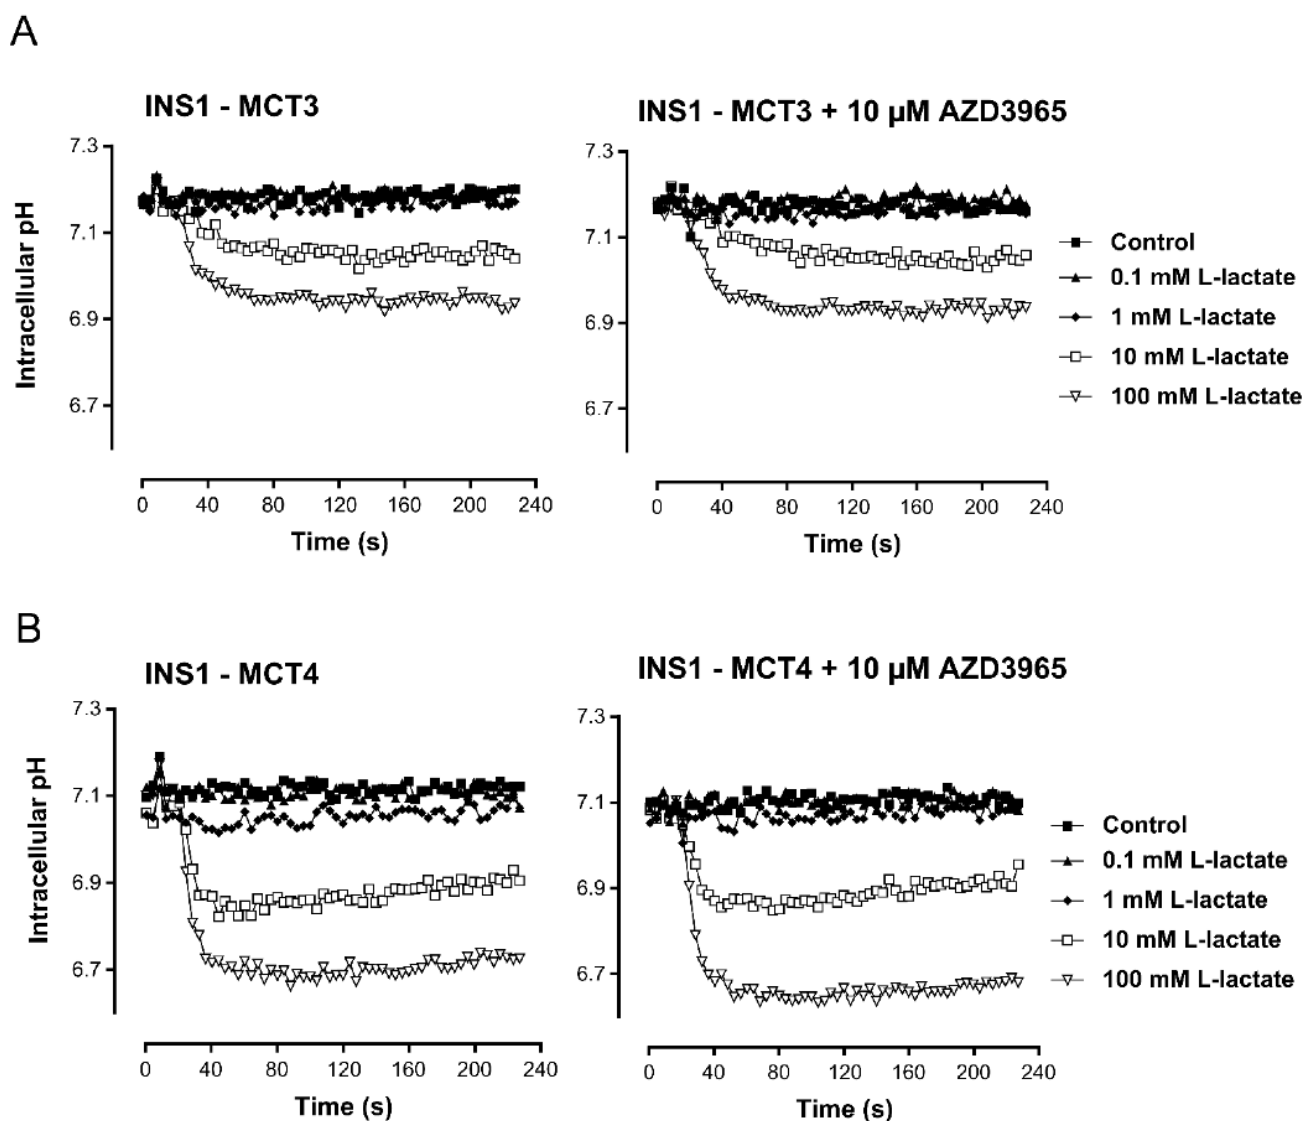 A
INS1 - MCT3
INS1 - MCT3 + 10 µM AZD3965
Intracellular pH
7.3
7.1
6.9
6.7
0 40 80 120 160 200 240
Time (s)
7.3
7.1
6.9
6.7
0 40 80 120 160 200 240
Time (s)
Control
0.1 mM L-lactate
1 mM L-lactate
10 mM L-lactate
100 mM L-lactate
B
INS1 - MCT4
INS1 - MCT4 + 10 µM AZD3965
Intracellular pH
7.3
7.1
6.9
6.7
0 40 80 120 160 200 240
Time (s)
7.3
7.1
6.9
6.7
0 40 80 120 160 200 240
Time (s)
Control
0.1 mM L-lactate
1 mM L-lactate
10 mM L-lactate
100 mM L-lactate